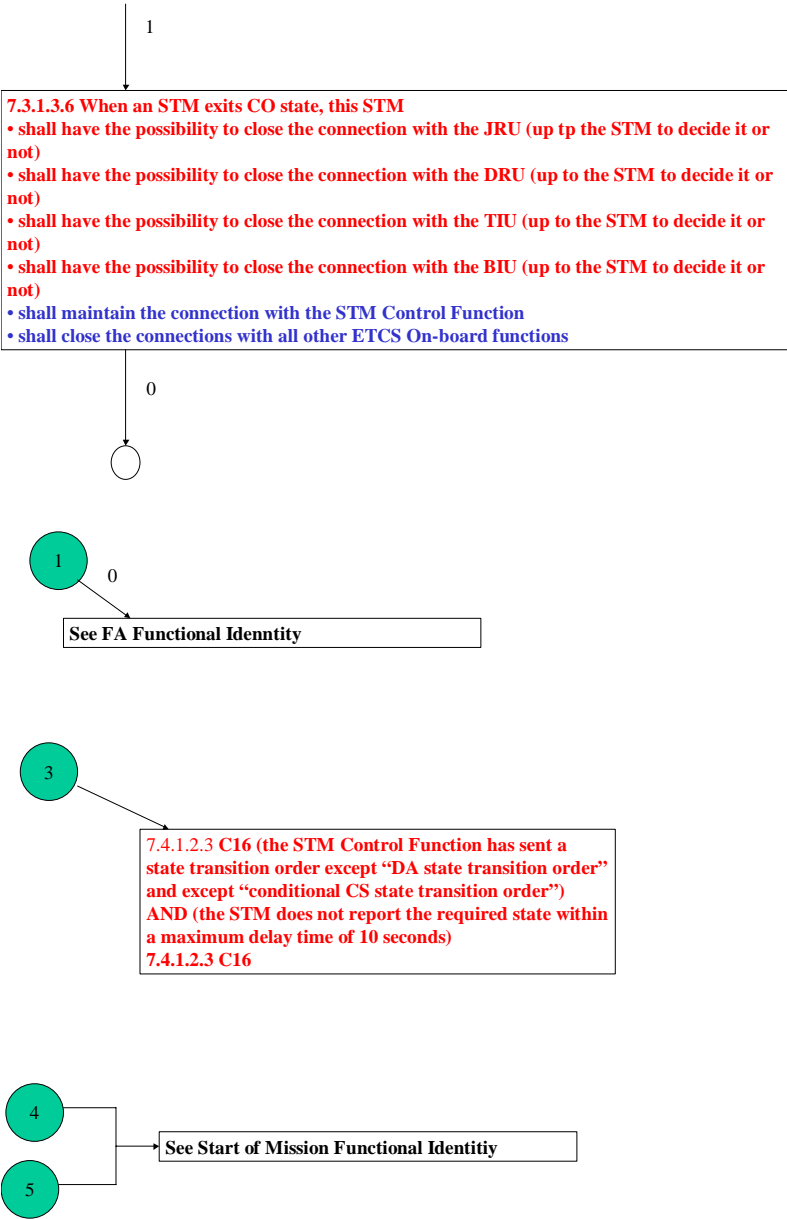 1
7.3.1.3.6 When an STM exits CO state, this STM
• shall have the possibility to close the connection with the JRU (up tp the STM to decide it or
not)
• shall have the possibility to close the connection with the DRU (up to the STM to decide it or
not)
• shall have the possibility to close the connection with the TIU (up to the STM to decide it or
not)
• shall have the possibility to close the connection with the BIU (up to the STM to decide it or
not)
• shall maintain the connection with the STM Control Function
• shall close the connections with all other ETCS On-board functions
0
1
0
See FA Functional Idenntity
3
7.4.1.2.3 C16 (the STM Control Function has sent a
state transition order except “DA state transition order”
and except “conditional CS state transition order”)
AND (the STM does not report the required state within
a maximum delay time of 10 seconds)
7.4.1.2.3 C16
4
See Start of Mission Functional Identitiy
5